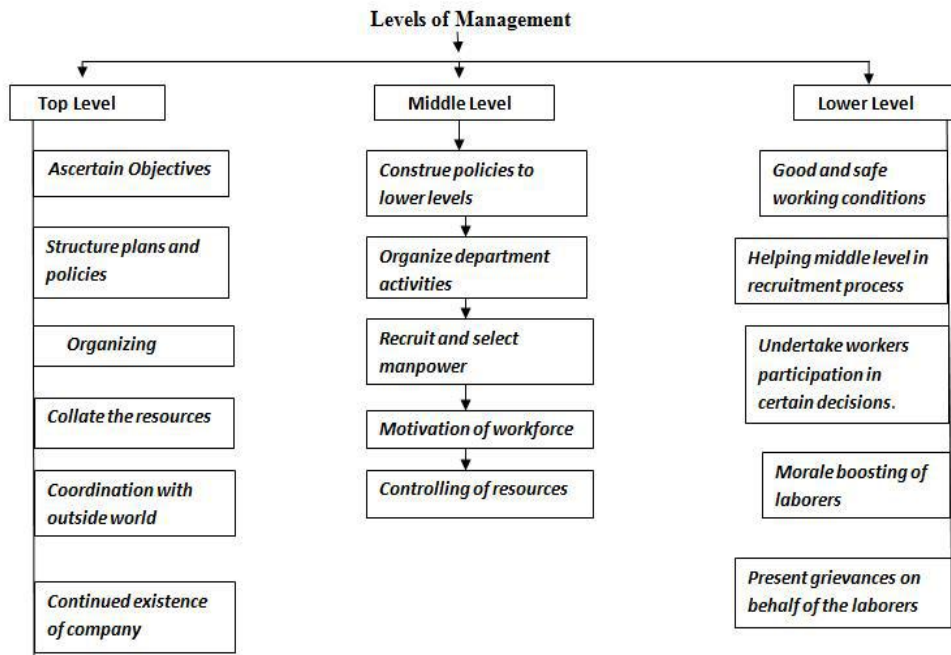 Levels of Management
Top Level
Middle Level
Lower Level
Ascertain Objectives
Structure plans and
policies
Organizing
Collate the resources
Coordination with
outside world
Continued existence
of company
Construe policies to
lower levels
Organize department
activities
Recruit and select
manpower
Motivation of workforce
Controlling of resources
Good and safe
working conditions
Helping middle level in
recruitment process
Undertake workers
participation in
certain decisions.
Morale boosting of
laborers
Present grievances on
behalf of the laborers